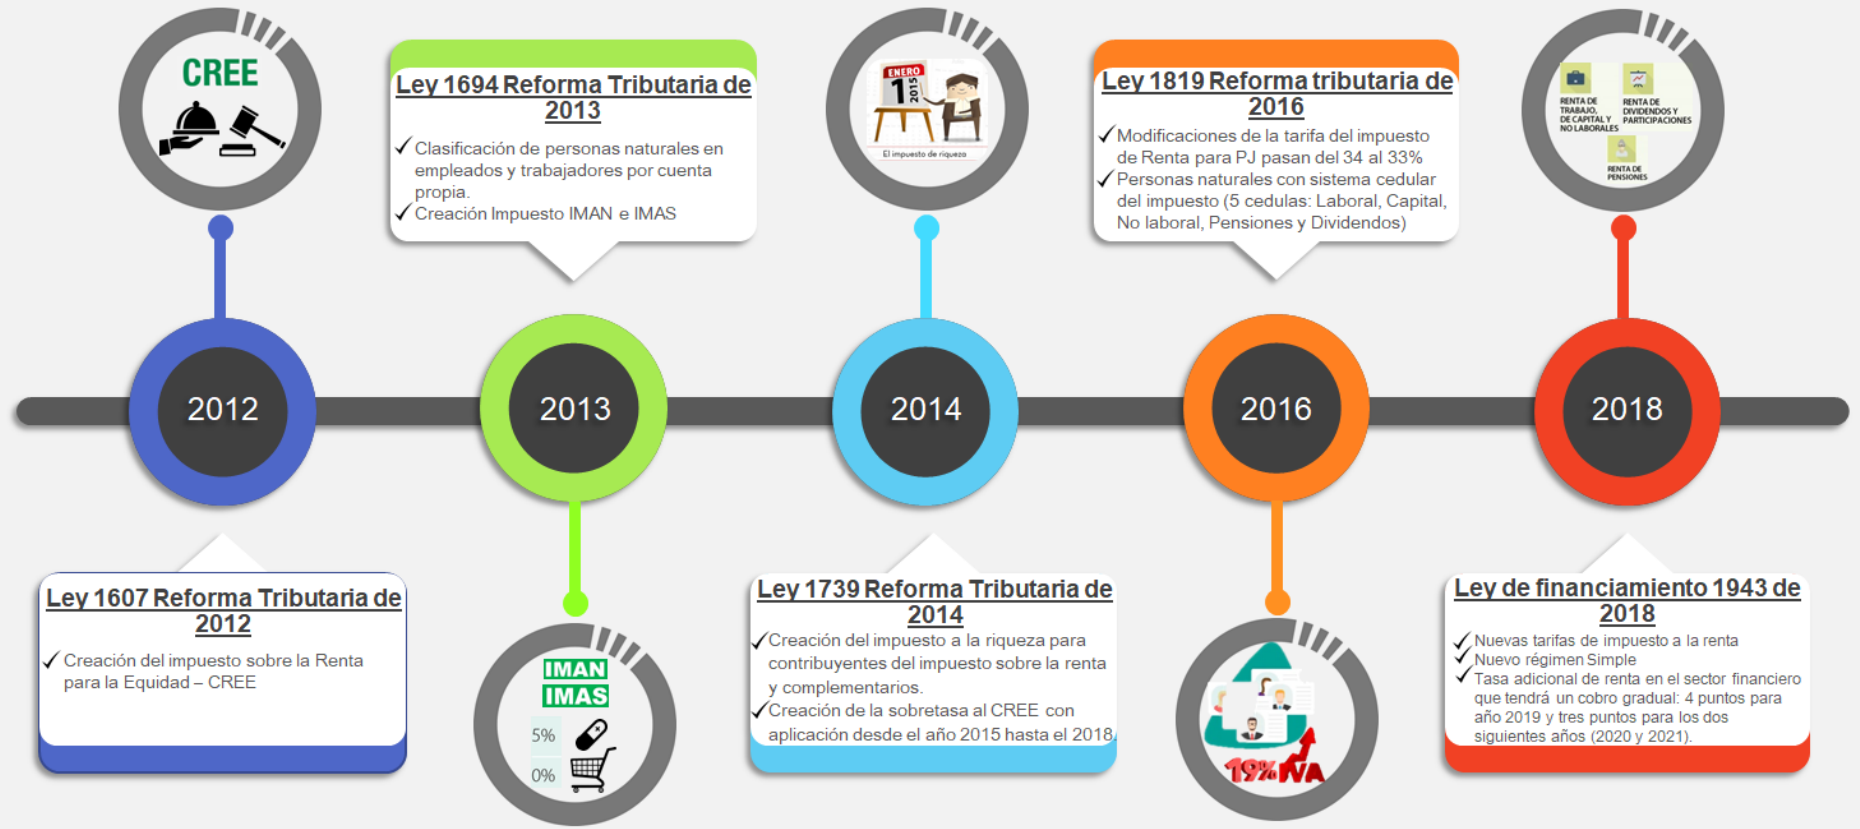 CREE
Ley 1694 Reforma Tributaria de
2013
Clasificación de personas naturales en
empleados y trabajadores por cuenta
propia.
Creación Impuesto IMAN e IMAS
ENERO
1
2015
El impuesto de riqueza
Ley 1819 Reforma tributaria de
2016
Modificaciones de la tarifa del impuesto
de Renta para PJ pasan del 34 al 33%
Personas naturales con sistema cedular
del impuesto (5 cedulas: Laboral, Capital,
No laboral, Pensiones y Dividendos)
RENTA DE
TRABAJO,
DE CAPITAL Y
NO LABORALES
RENTA DE
DIVIDENDOS Y
PARTICIPACIONES
RENTA DE
PENSIONES
2012
2013
2014
2016
2018
Ley 1607 Reforma Tributaria de
2012
Creación del impuesto sobre la Renta
para la Equidad – CREE
IMAN
IMAS
5%
0%
Ley 1739 Reforma Tributaria de
2014
Creación del impuesto a la riqueza para
contribuyentes del impuesto sobre la renta
y complementarios.
Creación de la sobretasa al CREE con
aplicación desde el año 2015 hasta el 2018.
19% IVA
Ley de financiamiento 1943 de
2018
Nuevas tarifas de impuesto a la renta
Nuevo régimen Simple
Tasa adicional de renta en el sector financiero
que tendrá un cobro gradual: 4 puntos para
año 2019 y tres puntos para los dos
siguientes años (2020 y 2021).